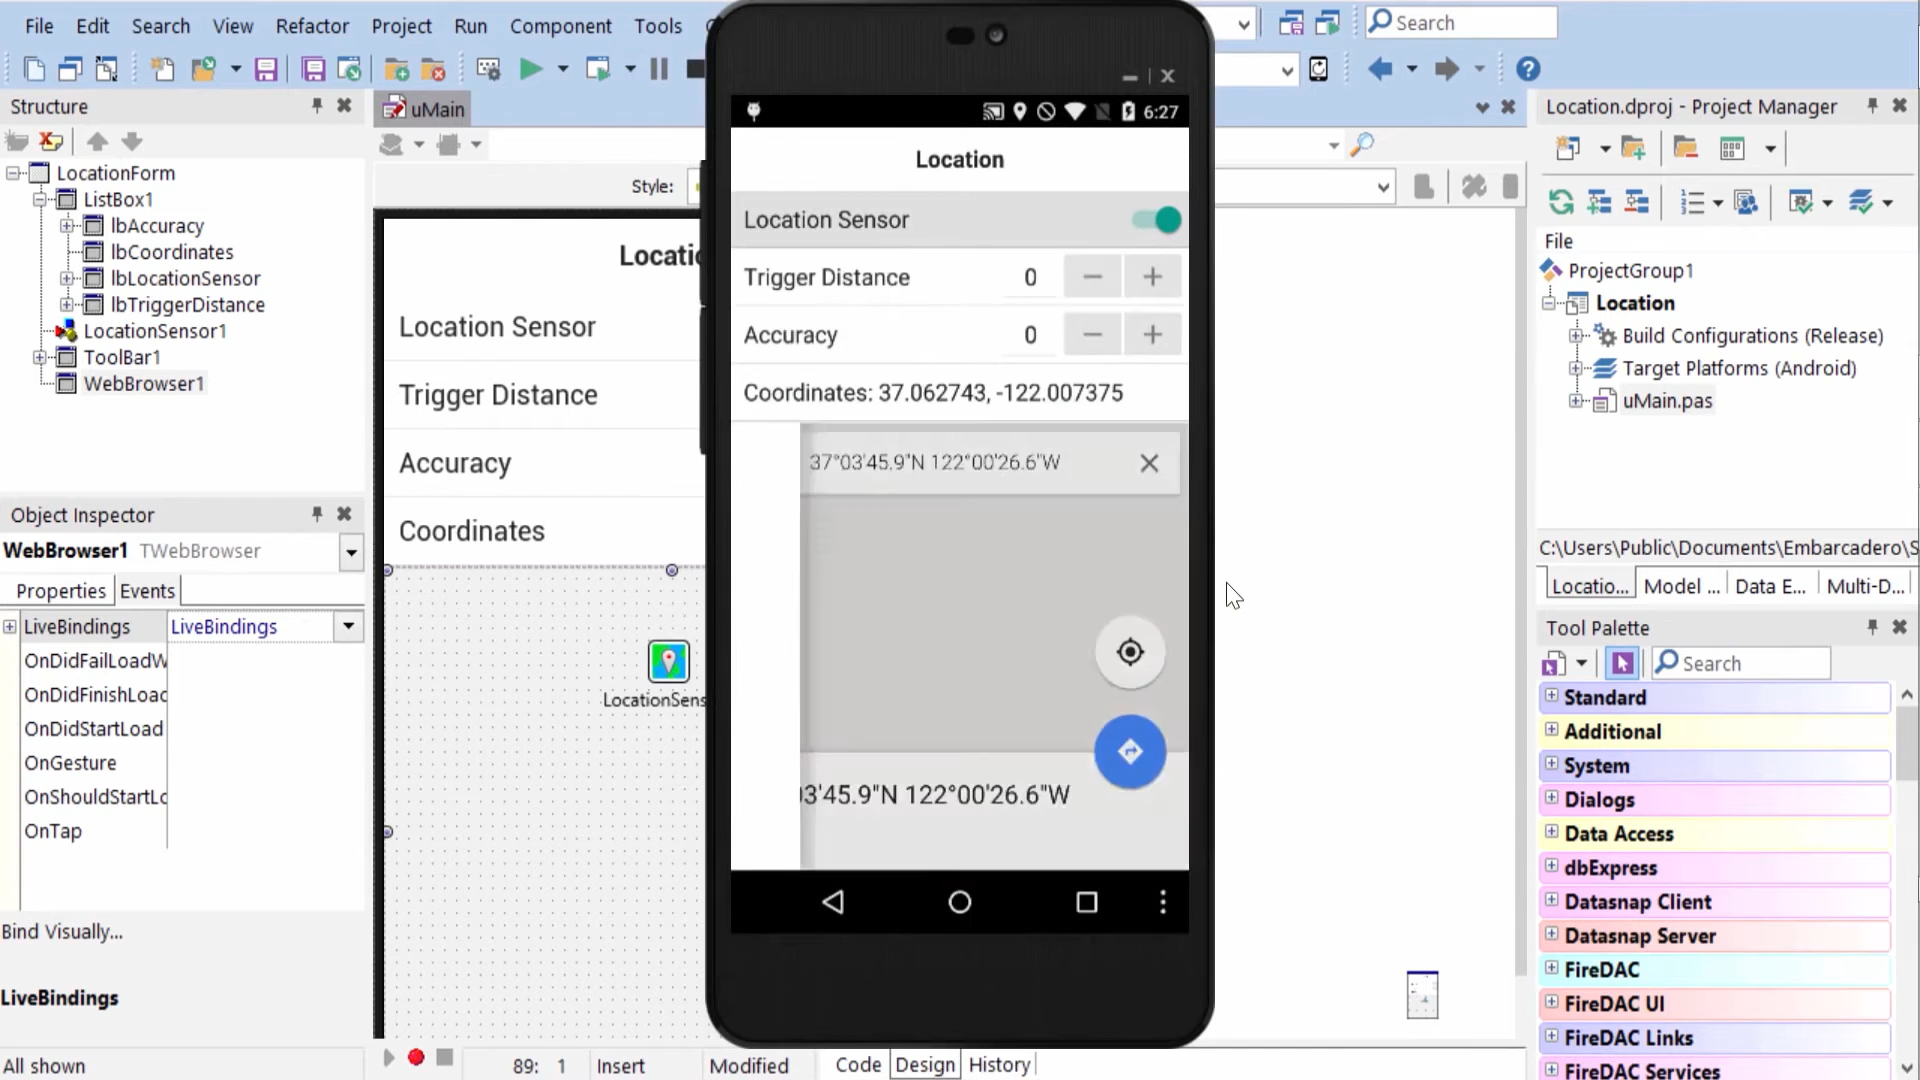 File Edit Search View Refactor Project Run Component Tools
Search
Structure
uMain
Location.dproj - Project Manager
LocationForm
ListBox1
lbAccuracy
lbCoordinates
lbLocationSensor
lbTriggerDistance
LocationSensor1
ToolBar1
WebBrowser1
Object Inspector
WebBrowser1 TWebBrowser
Properties Events
LiveBindings LiveBindings
OnDidFailLoadW
OnDidFinishLoad
OnDidStartLoad
OnGesture
OnShouldStartLo
OnTap
Bind Visually...
LiveBindings
All shown
Style:
Locatio
Location Sensor
Trigger Distance
Accuracy
Coordinates
LocationSens
89: 1 Insert Modified Code Design History
6:27
Location
Location Sensor
Trigger Distance 0 − +
Accuracy 0 − +
Coordinates: 37.062743, -122.007375
37°03'45.9"N 122°00'26.6"W
03'45.9"N 122°00'26.6"W
File
ProjectGroup1
Location
Build Configurations (Release)
Target Platforms (Android)
uMain.pas
C:\Users\Public\Documents\Embarcadero\S
Locatio... Model ... Data E... Multi-D...
Tool Palette
Search
Standard
Additional
System
Dialogs
Data Access
dbExpress
Datasnap Client
Datasnap Server
FireDAC
FireDAC UI
FireDAC Links
FireDAC Services